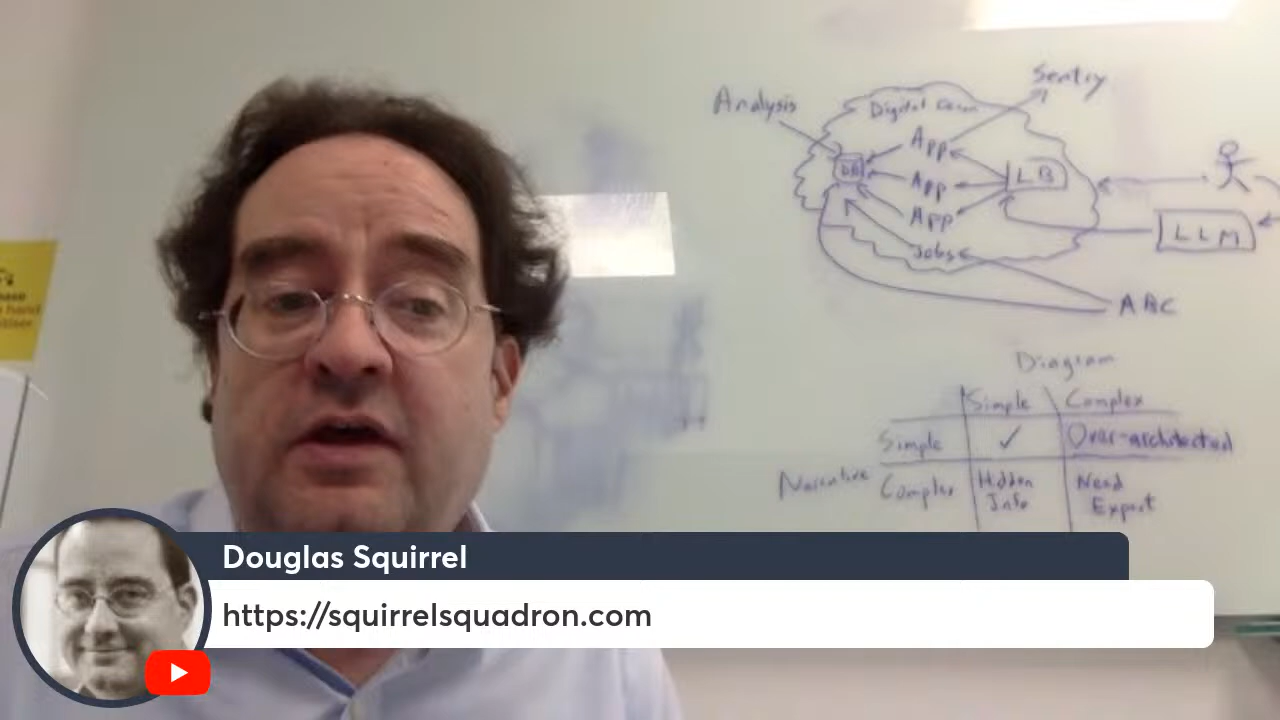 Sentry
Analysis
Digital Ocean
App
DB
LB
App
App
LLM
Jobs
ABC
Diagram
Simple Complex
Simple ✓ Over-architected
Narrative Complex Hidden Need
Info Expert
hand
Douglas Squirrel
https://squirrelsquadron.com